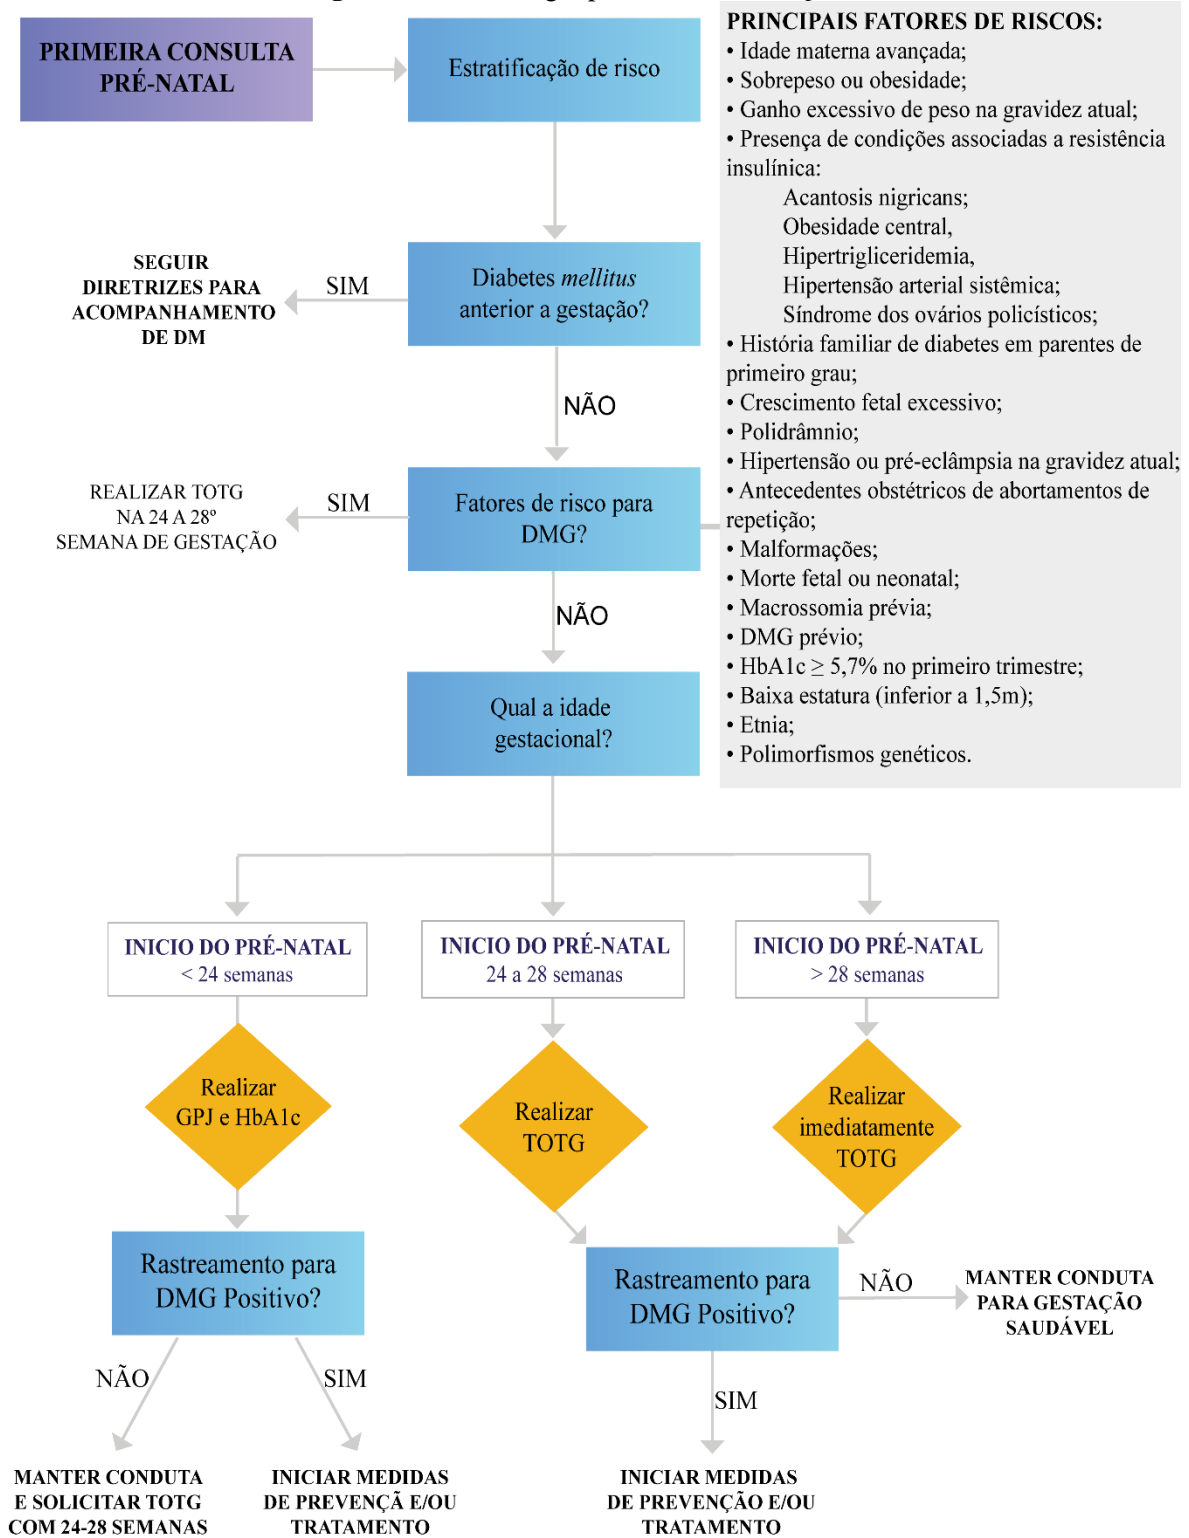 PRIMEIRA CONSULTA
PRÉ-NATAL
Estratificação de risco
PRINCIPAIS FATORES DE RISCOS:
• Idade materna avançada;
• Sobrepeso ou obesidade;
• Ganho excessivo de peso na gravidez atual;
• Presença de condições associadas a resistência
insulínica:
Acantosis nigricans;
Obesidade central,
Hipertrigliceridemia,
Hipertensão arterial sistêmica;
Síndrome dos ovários policísticos;
• História familiar de diabetes em parentes de
primeiro grau;
• Crescimento fetal excessivo;
• Polidrâmnio;
• Hipertensão ou pré-eclâmpsia na gravidez atual;
• Antecedentes obstétricos de abortamentos de
repetição;
• Malformações;
• Morte fetal ou neonatal;
• Macrossomia prévia;
• DMG prévio;
• HbA1c ≥ 5,7% no primeiro trimestre;
• Baixa estatura (inferior a 1,5m);
• Etnia;
• Polimorfismos genéticos.
Diabetes mellitus
anterior a gestação?
SIM
SEGUIR
DIRETRIZES PARA
ACOMPANHAMENTO
DE DM
NÃO
Fatores de risco para
DMG?
SIM
REALIZAR TOTG
NA 24 A 28º
SEMANA DE GESTAÇÃO
NÃO
Qual a idade
gestacional?
INICIO DO PRÉ-NATAL
< 24 semanas
INICIO DO PRÉ-NATAL
24 a 28 semanas
INICIO DO PRÉ-NATAL
> 28 semanas
Realizar
GPJ e HbA1c
Realizar
TOTG
Realizar
imediatamente
TOTG
Rastreamento para
DMG Positivo?
Rastreamento para
DMG Positivo?
NÃO
MANTER CONDUTA
PARA GESTAÇÃO
SAUDÁVEL
NÃO
SIM
SIM
MANTER CONDUTA
E SOLICITAR TOTG
COM 24-28 SEMANAS
INICIAR MEDIDAS
DE PREVENÇÃ E/OU
TRATAMENTO
INICIAR MEDIDAS
DE PREVENÇÃO E/OU
TRATAMENTO